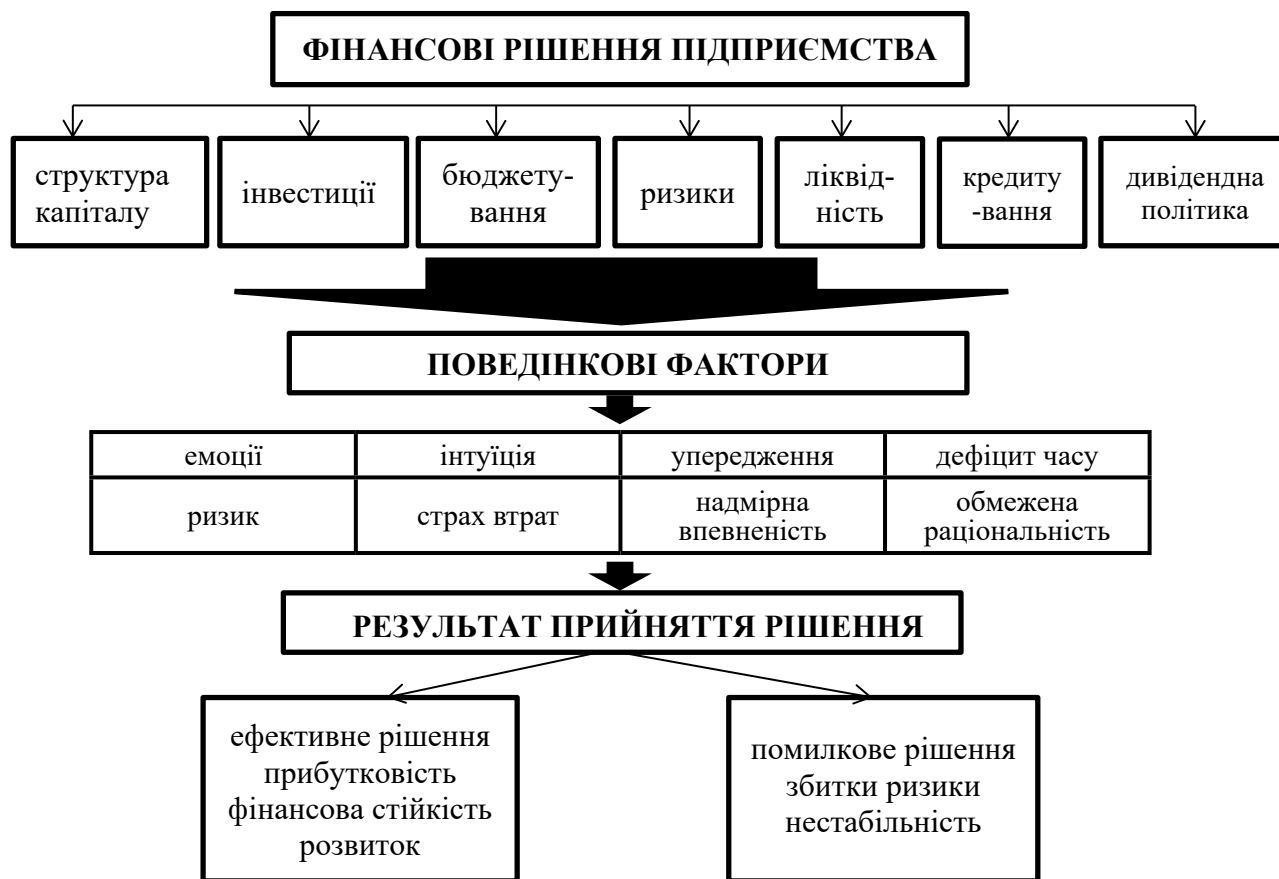 ФІНАНСОВІ РІШЕННЯ ПІДПРИЄМСТВА
структура
капіталу
інвестиції
бюджету-
вання
ризики
ліквід-
ність
кредиту
-вання
дивідендна
політика
ПОВЕДІНКОВІ ФАКТОРИ
емоції
інтуїція
упередження
дефіцит часу
ризик
страх втрат
надмірна
впевненість
обмежена
раціональність
РЕЗУЛЬТАТ ПРИЙНЯТТЯ РІШЕННЯ
ефективне рішення
прибутковість
фінансова стійкість
розвиток
помилкове рішення
збитки ризики
нестабільність